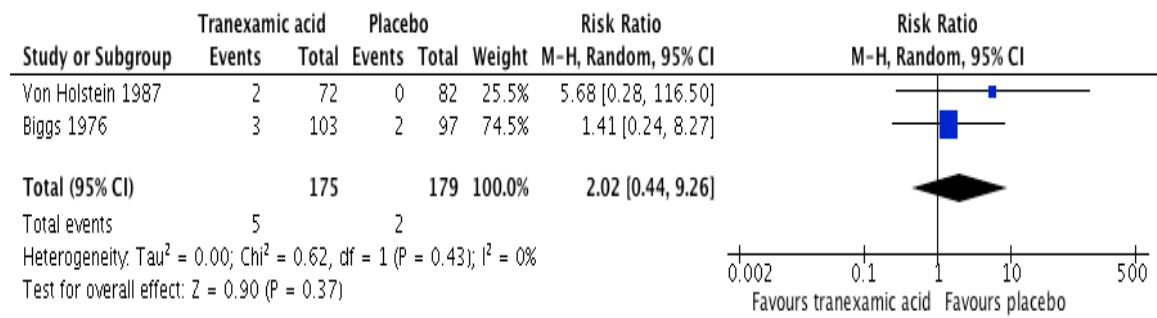 Tranexamic acid Placebo Risk Ratio Risk Ratio
Study or Subgroup Events Total Events Total Weight M-H, Random, 95% CI M-H, Random, 95% CI
Von Holstein 1987 2 72 0 82 25.5% 5.68 [0.28, 116.50]
Biggs 1976 3 103 2 97 74.5% 1.41 [0.24, 8.27]
Total (95% CI) 175 179 100.0% 2.02 [0.44, 9.26]
Total events 5 2
Heterogeneity: Tau² = 0.00; Chi² = 0.62, df = 1 (P = 0.43); I² = 0%
Test for overall effect: Z = 0.90 (P = 0.37)
0.002 0.1 1 10 500
Favours tranexamic acid Favours placebo